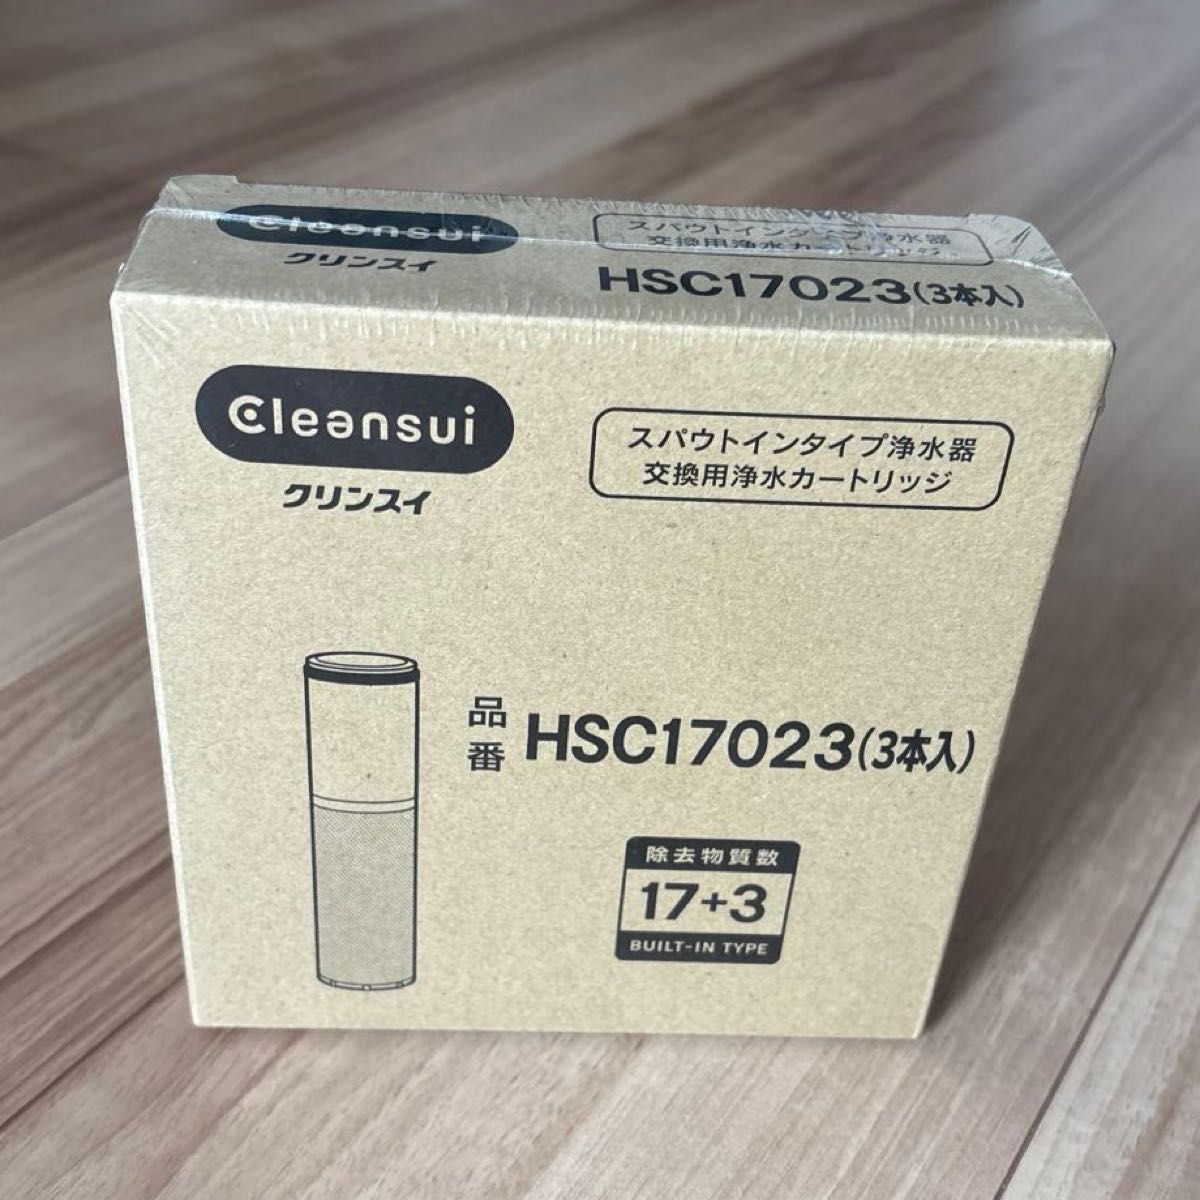 Cleansui
クリンスイ
スパウトインタイプ浄水器
交換用浄水カートリッジ
HSC17023(3本入)
Cleansui
クリンスイ
スパウトインタイプ浄水器
交換用浄水カートリッジ
品番 HSC17023(3本入)
除去物質数
17+3
BUILT-IN TYPE